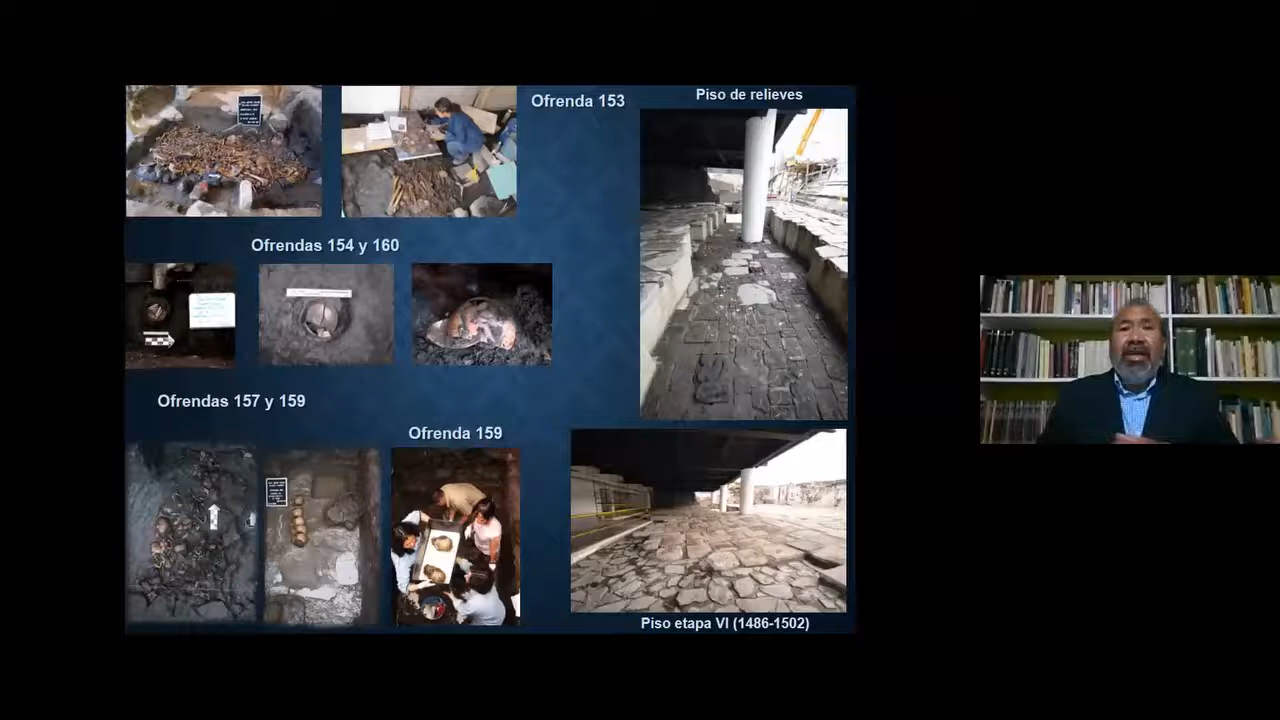 Ofrenda 153
Piso de relieves
Ofrendas 154 y 160
Ofrendas 157 y 159
Ofrenda 159
Piso etapa VI (1486-1502)